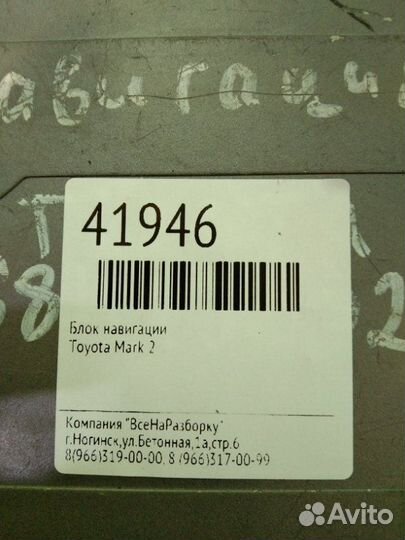 авигаци
41946
Блок навигации
Toyota Mark 2
Компания "ВсеНаРазборку"
г.Ногинск,ул.Бетонная,1а,стр.6
8(966)319-00-00, 8 (966)317-00-99
Avito